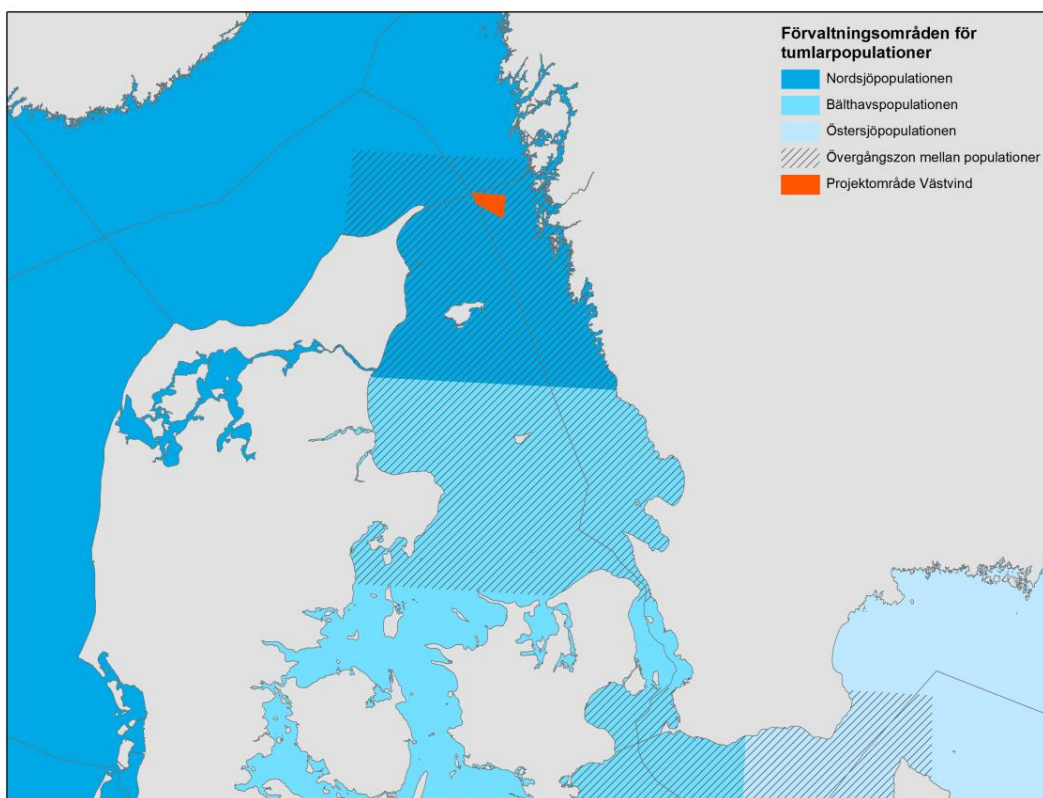 Förvaltningsområden för
tumlarpopulationer
Nordsjöpopulationen
Bälthavspopulationen
Östersjöpopulationen
Övergångszon mellan populationer
Projektområde Västvind